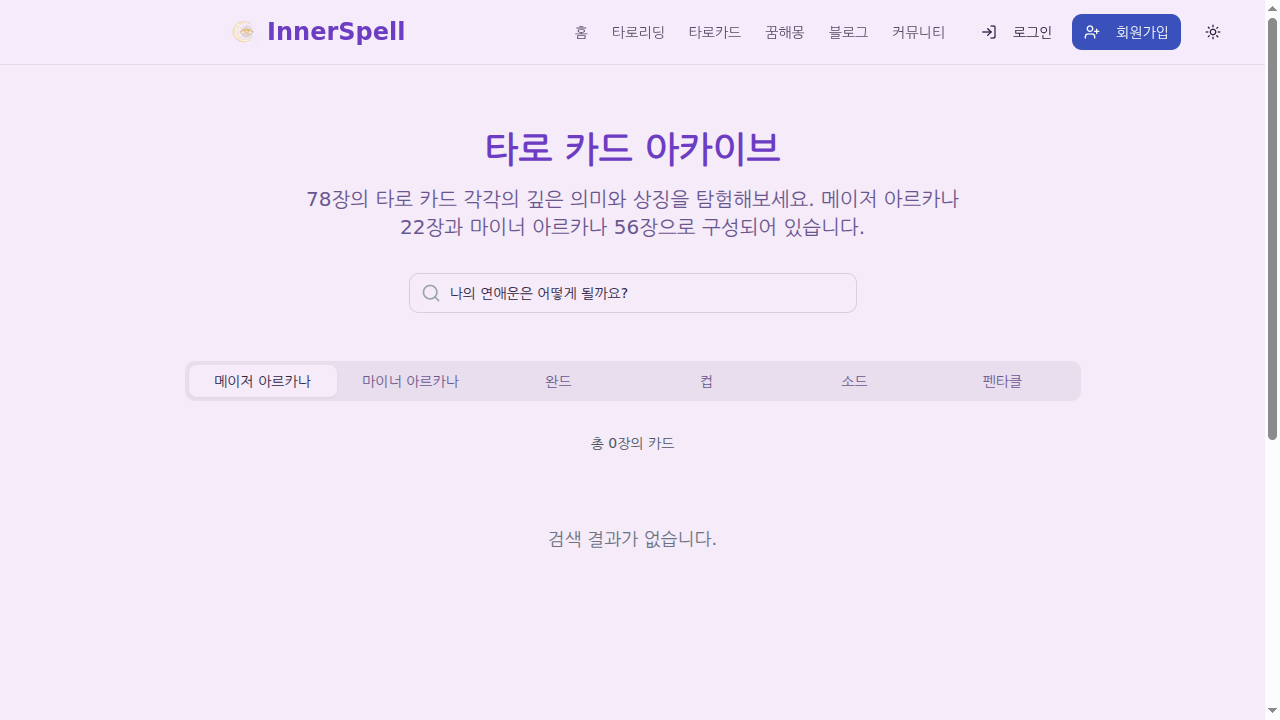 InnerSpell
홈 타로리딩 타로카드 꿈해몽 블로그 커뮤니티 로그인 회원가입
타로 카드 아카이브
78장의 타로 카드 각각의 깊은 의미와 상징을 탐험해보세요. 메이저 아르카나
22장과 마이너 아르카나 56장으로 구성되어 있습니다.
나의 연애운은 어떻게 될까요?
메이저 아르카나 마이너 아르카나 완드 컵 소드 펜타클
총 0장의 카드
검색 결과가 없습니다.